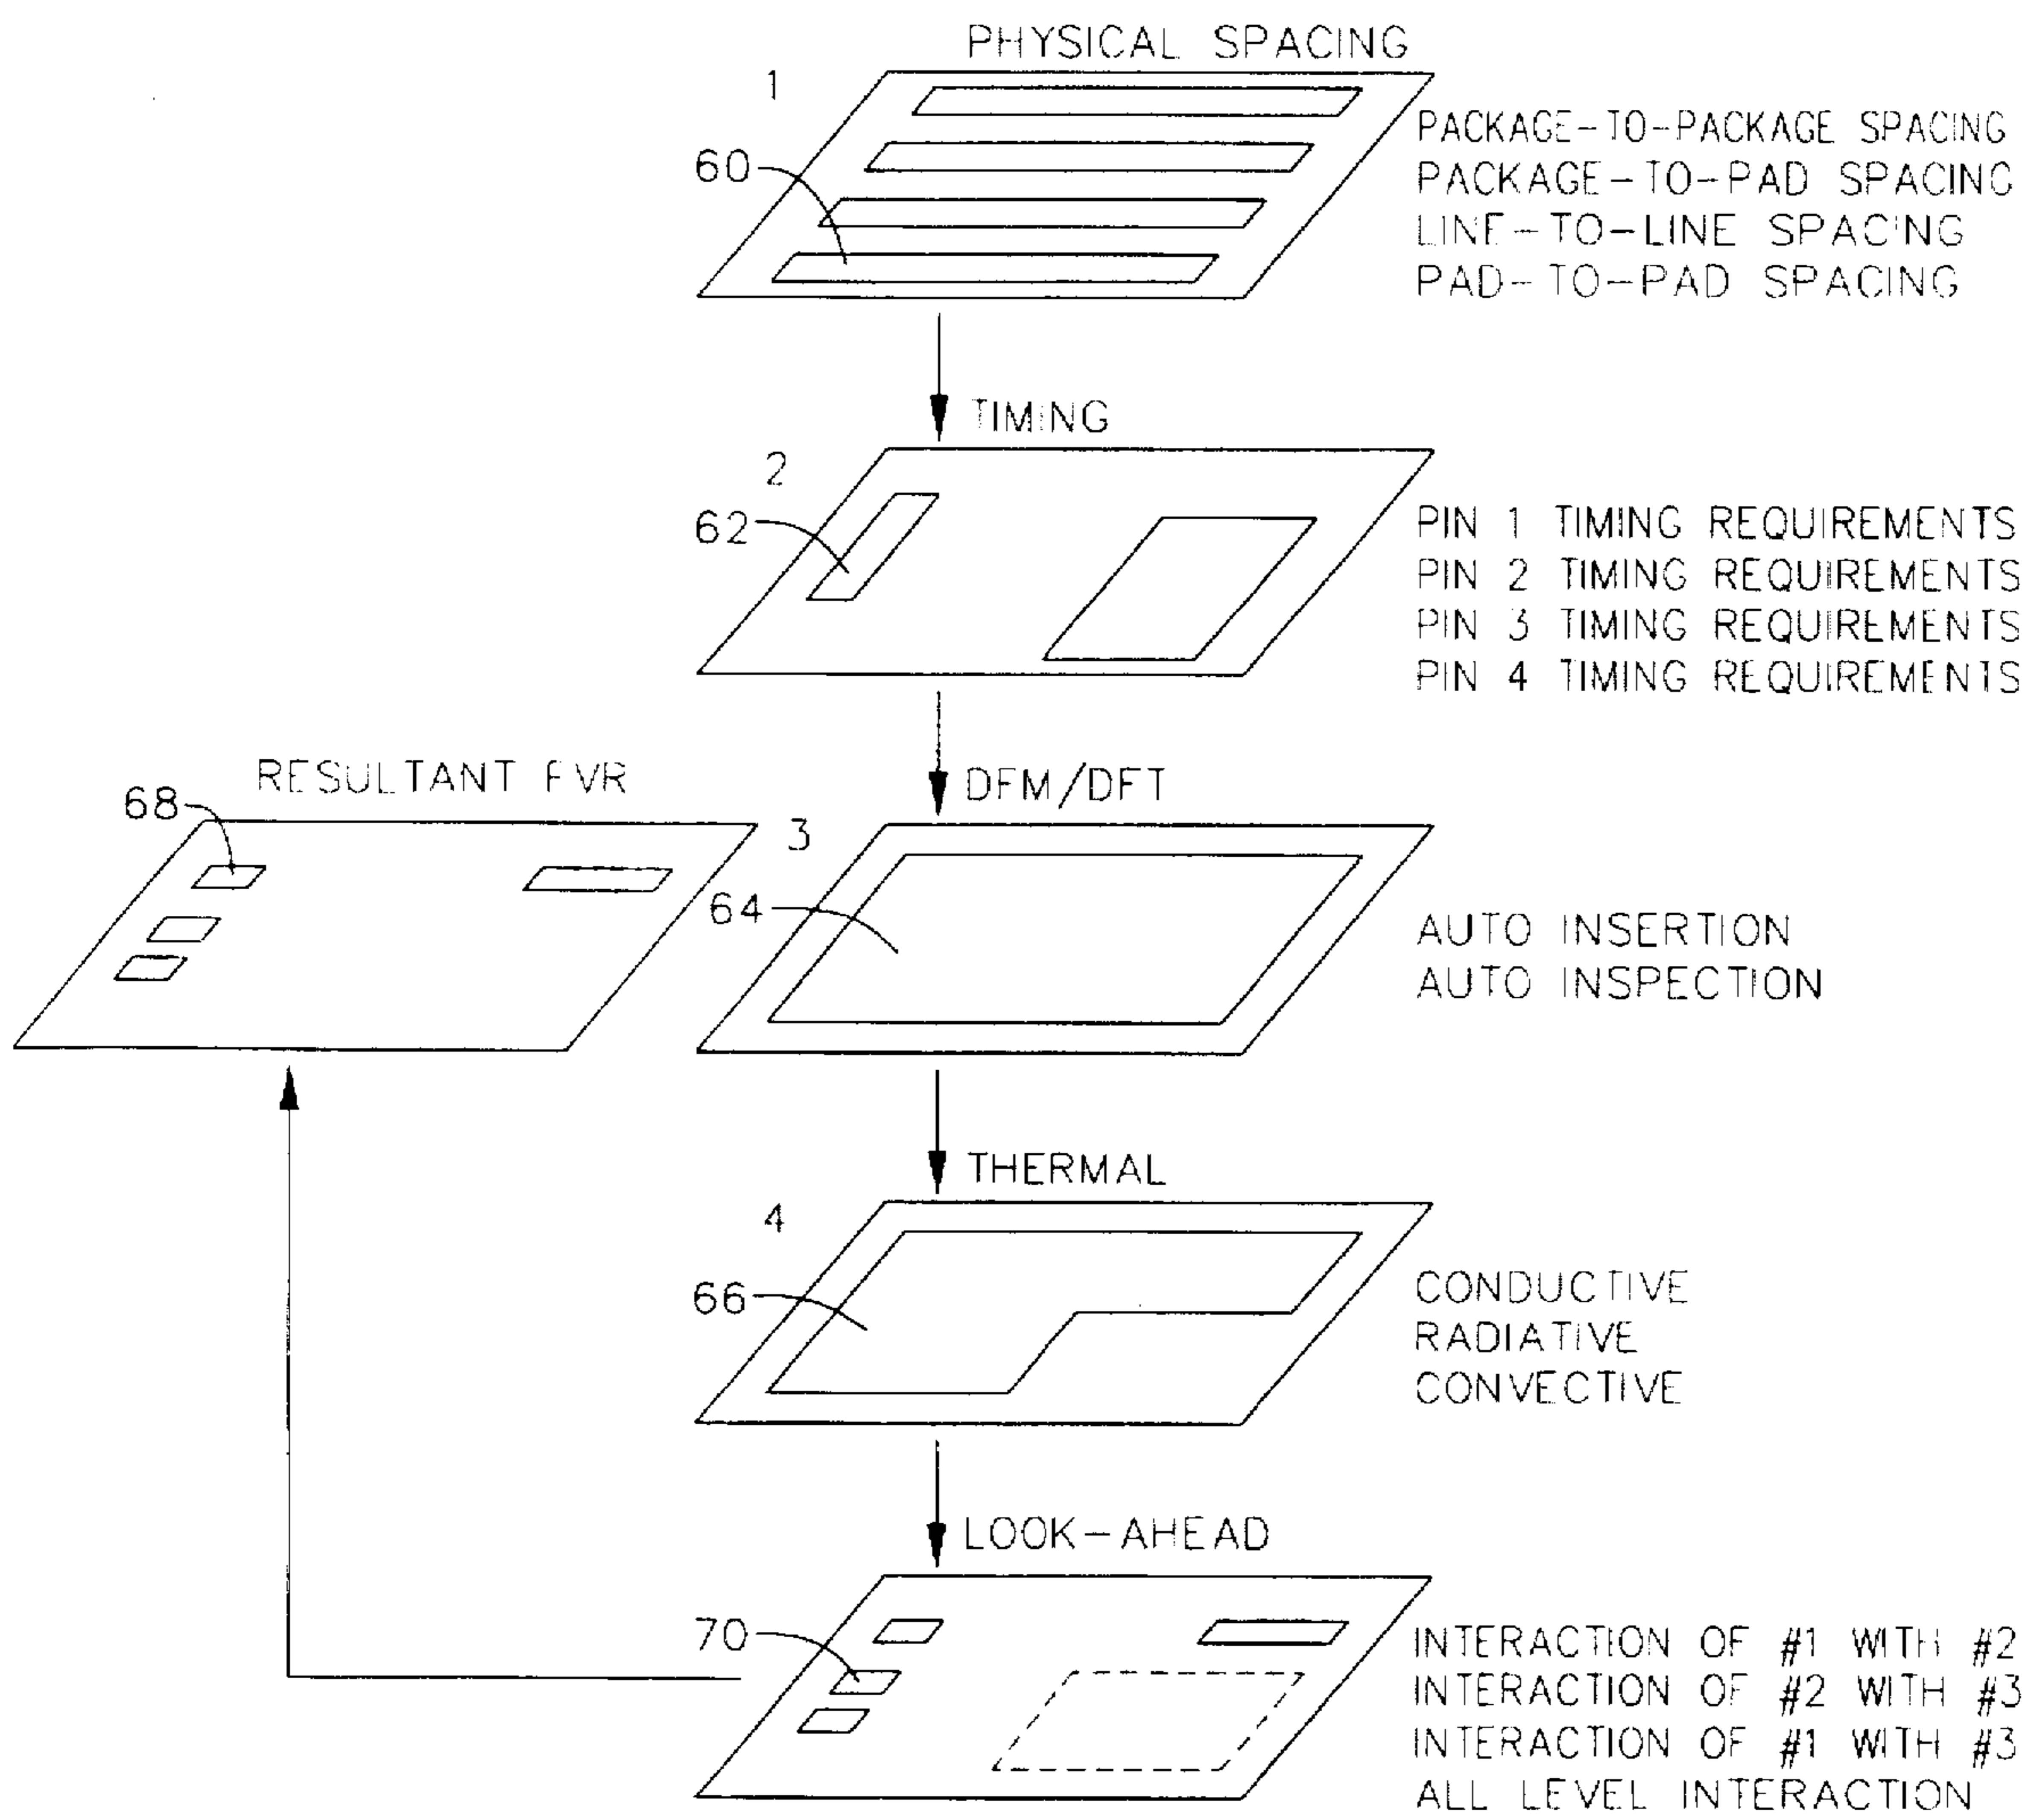 PHYSICAL SPACING
1
60
PACKAGE-TO-PACKAGE SPACING
PACKAGE-TO-PAD SPACING
LINE-TO-LINE SPACING
PAD-TO-PAD SPACING
TIMING
2
62
PIN 1 TIMING REQUIREMENTS
PIN 2 TIMING REQUIREMENTS
PIN 3 TIMING REQUIREMENTS
PIN 4 TIMING REQUIREMENTS
RESULTANT FVR
68
DFM/DFT
3
64
AUTO INSERTION
AUTO INSPECTION
THERMAL
4
66
CONDUCTIVE
RADIATIVE
CONVECTIVE
LOOK-AHEAD
70
INTERACTION OF #1 WITH #2
INTERACTION OF #2 WITH #3
INTERACTION OF #1 WITH #3
ALL LEVEL INTERACTION